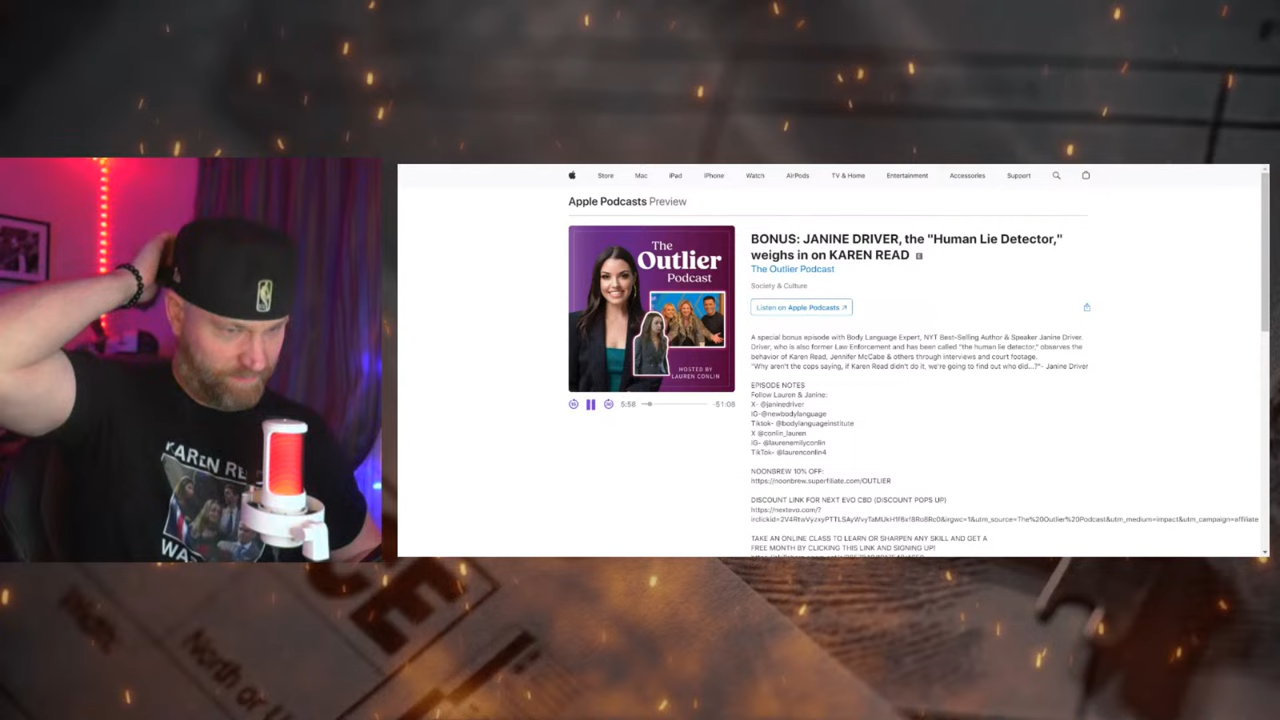 Store Mac iPad iPhone Watch AirPods TV & Home Entertainment Accessories Support
Apple Podcasts Preview
The
Outlier
Podcast
HOSTED BY
LAUREN CONLIN
5:58 -51:08
BONUS: JANINE DRIVER, the "Human Lie Detector,"
weighs in on KAREN READ
The Outlier Podcast
Society & Culture
Listen on Apple Podcasts ↗
A special bonus episode with Body Language Expert, NYT Best-Selling Author & Speaker Janine Driver.
Driver, who is also former Law Enforcement and has been called "the human lie detector," observes the
behavior of Karen Read, Jennifer McCabe & others through interviews and court footage.
"Why aren't the cops saying, if Karen Read didn't do it, we're going to find out who did...?"- Janine Driver
EPISODE NOTES
Follow Lauren & Janine:
X- @janinedriver
IG-@newbodylanguage
Tiktok- @bodylanguageinstitute
X @conlin_lauren
IG- @laurenemilyconlin
TikTok- @laurenconlin4
NOONBREW 10% OFF:
https://noonbrew.superfiliate.com/OUTLIER
DISCOUNT LINK FOR NEXT EVO CBD (DISCOUNT POPS UP)
https://nextevo.com/?
TAKE AN ONLINE CLASS TO LEARN OR SHARPEN ANY SKILL AND GET A
FREE MONTH BY CLICKING THIS LINK AND SIGNING UP!
KAREN REA
WA
CE
North or